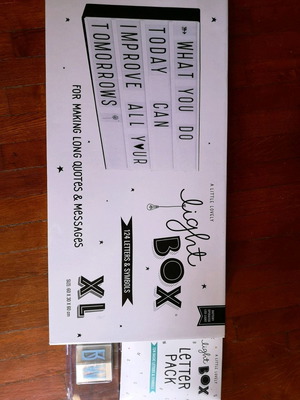 WHAT YOU DO
TODAY CAN
IMPROVE ALL YOUR
TOMORROWS!
FOR MAKING LONG QUOTES & MESSAGES
A LITTLE LOVELY
light
BOX
124 LETTERS & SYMBOLS
XL
light
BOX
LETTER
PACK